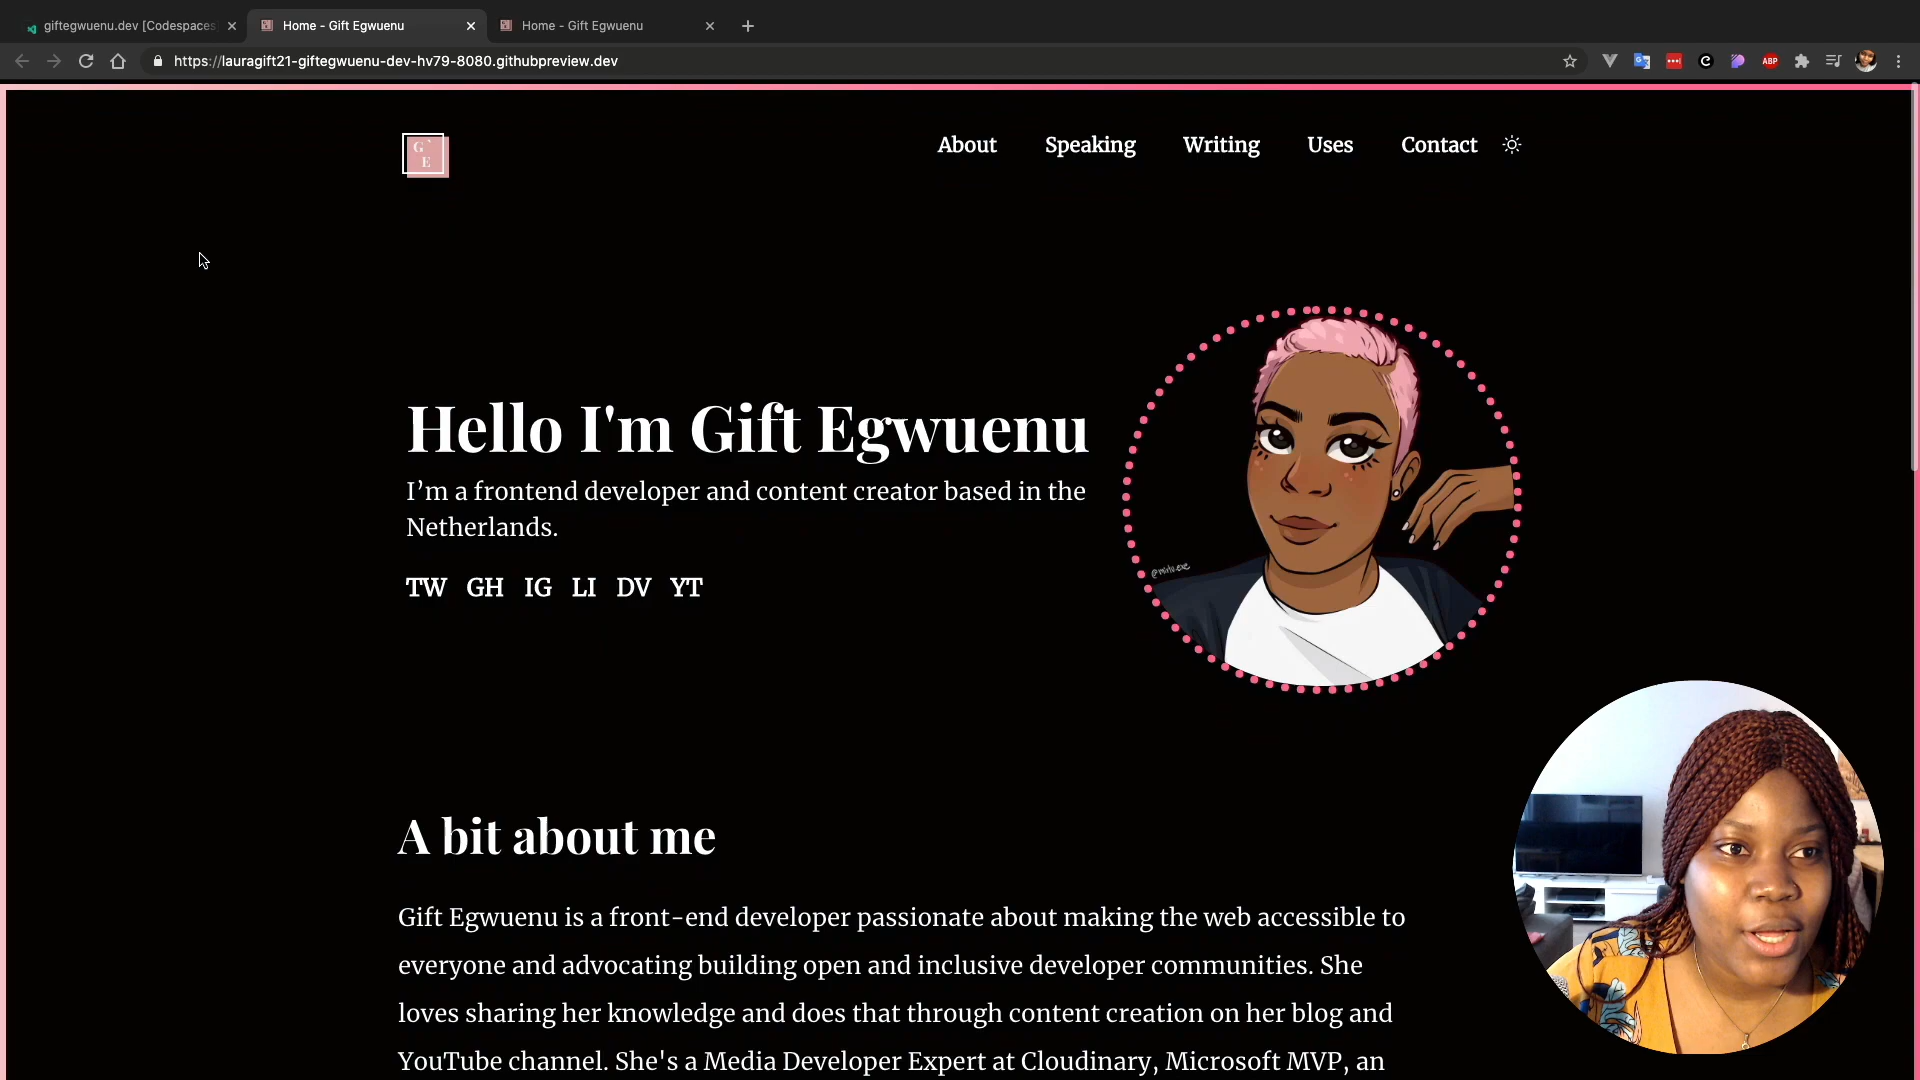 giftegwuenu.dev [Codespaces
Home - Gift Egwuenu
Home - Gift Egwuenu
https://lauragift21-giftegwuenu-dev-hv79-8080.githubpreview.dev
ABP
G`
E
About
Speaking
Writing
Uses
Contact
Hello I'm Gift Egwuenu
I’m a frontend developer and content creator based in the
Netherlands.
TW GH IG LI DV YT
A bit about me
Gift Egwuenu is a front-end developer passionate about making the web accessible to
everyone and advocating building open and inclusive developer communities. She
loves sharing her knowledge and does that through content creation on her blog and
YouTube channel. She's a Media Developer Expert at Cloudinary, Microsoft MVP, an